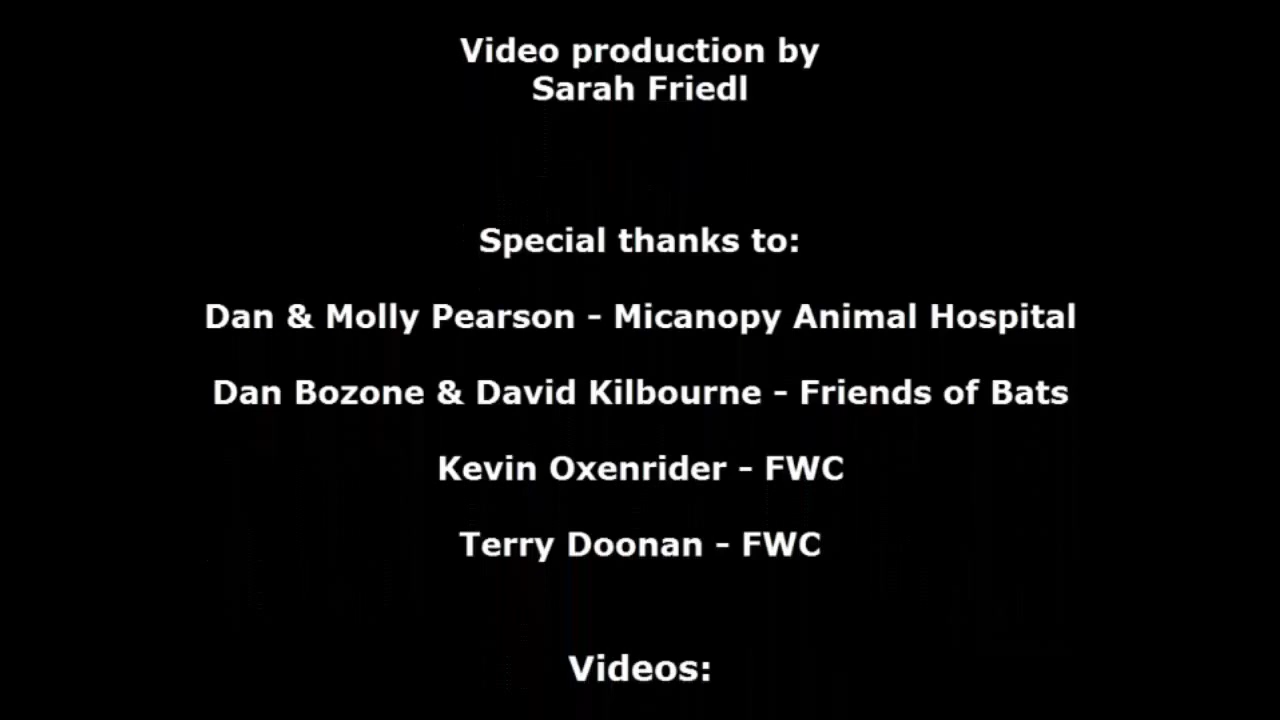 Video production by
Sarah Friedl
Special thanks to:
Dan & Molly Pearson - Micanopy Animal Hospital
Dan Bozone & David Kilbourne - Friends of Bats
Kevin Oxenrider - FWC
Terry Doonan - FWC
Videos: